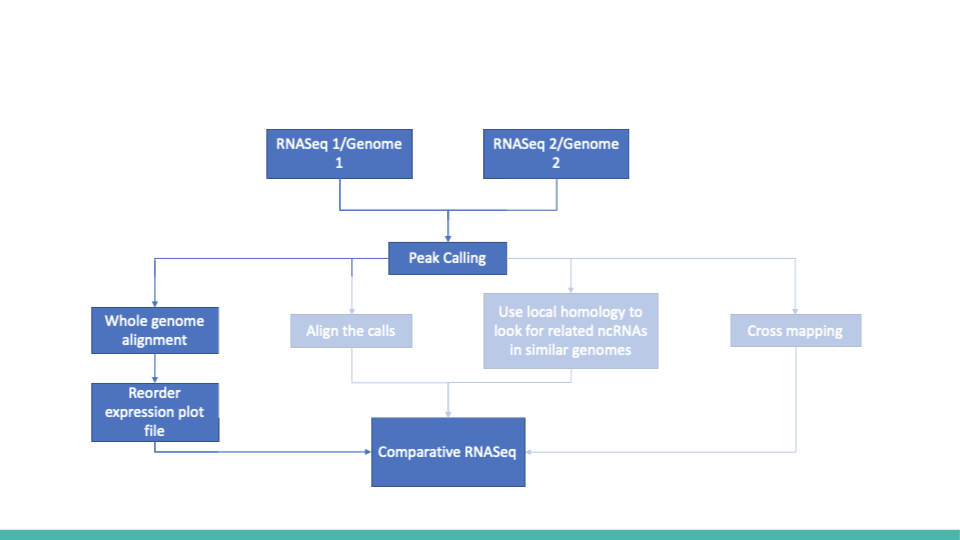 RNASeq 1/Genome
1
RNASeq 2/Genome
2
Peak Calling
Whole genome
alignment
Align the calls
Use local homology to
look for related ncRNAs
in similar genomes
Cross mapping
Reorder
expression plot
file
Comparative RNASeq